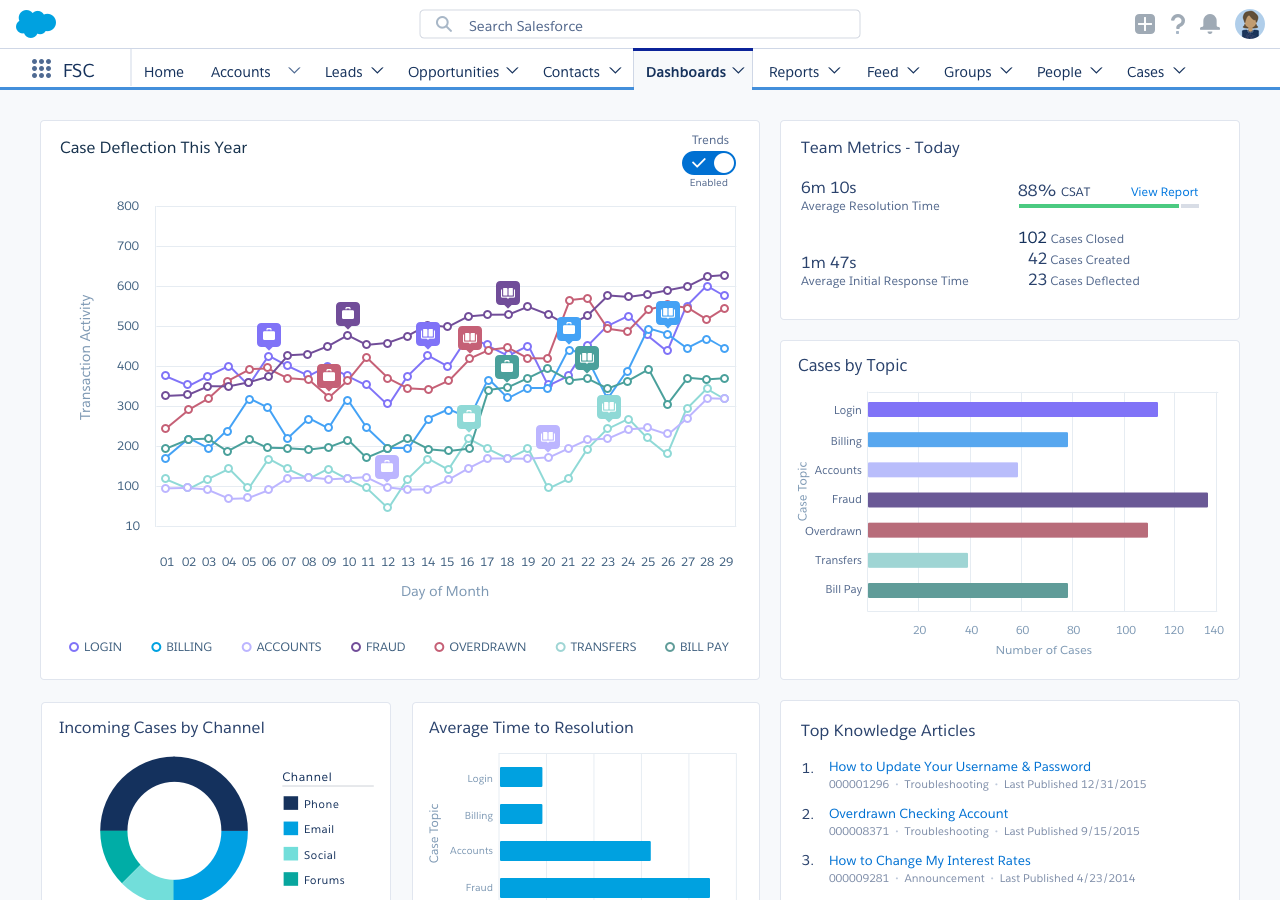 Search Salesforce
FSC
Home
Accounts
Leads
Opportunities
Contacts
Dashboards
Reports
Feed
Groups
People
Cases
Case Deflection This Year
Trends
Enabled
Transaction Activity
800
700
600
500
400
300
200
100
10
01 02 03 04 05 06 07 08 09 10 11 12 13 14 15 16 17 18 19 20 21 22 23 24 25 26 27 28 29
Day of Month
LOGIN
BILLING
ACCOUNTS
FRAUD
OVERDRAWN
TRANSFERS
BILL PAY
Team Metrics - Today
6m 10s
Average Resolution Time
1m 47s
Average Initial Response Time
88% CSAT
View Report
102 Cases Closed
42 Cases Created
23 Cases Deflected
Cases by Topic
Case Topic
Login
Billing
Accounts
Fraud
Overdrawn
Transfers
Bill Pay
20 40 60 80 100 120 140
Number of Cases
Incoming Cases by Channel
Channel
Phone
Email
Social
Forums
Average Time to Resolution
Case Topic
Login
Billing
Accounts
Fraud
Top Knowledge Articles
1. How to Update Your Username & Password
000001296 · Troubleshooting · Last Published 12/31/2015
2. Overdrawn Checking Account
000008371 · Troubleshooting · Last Published 9/15/2015
3. How to Change My Interest Rates
000009281 · Announcement · Last Published 4/23/2014